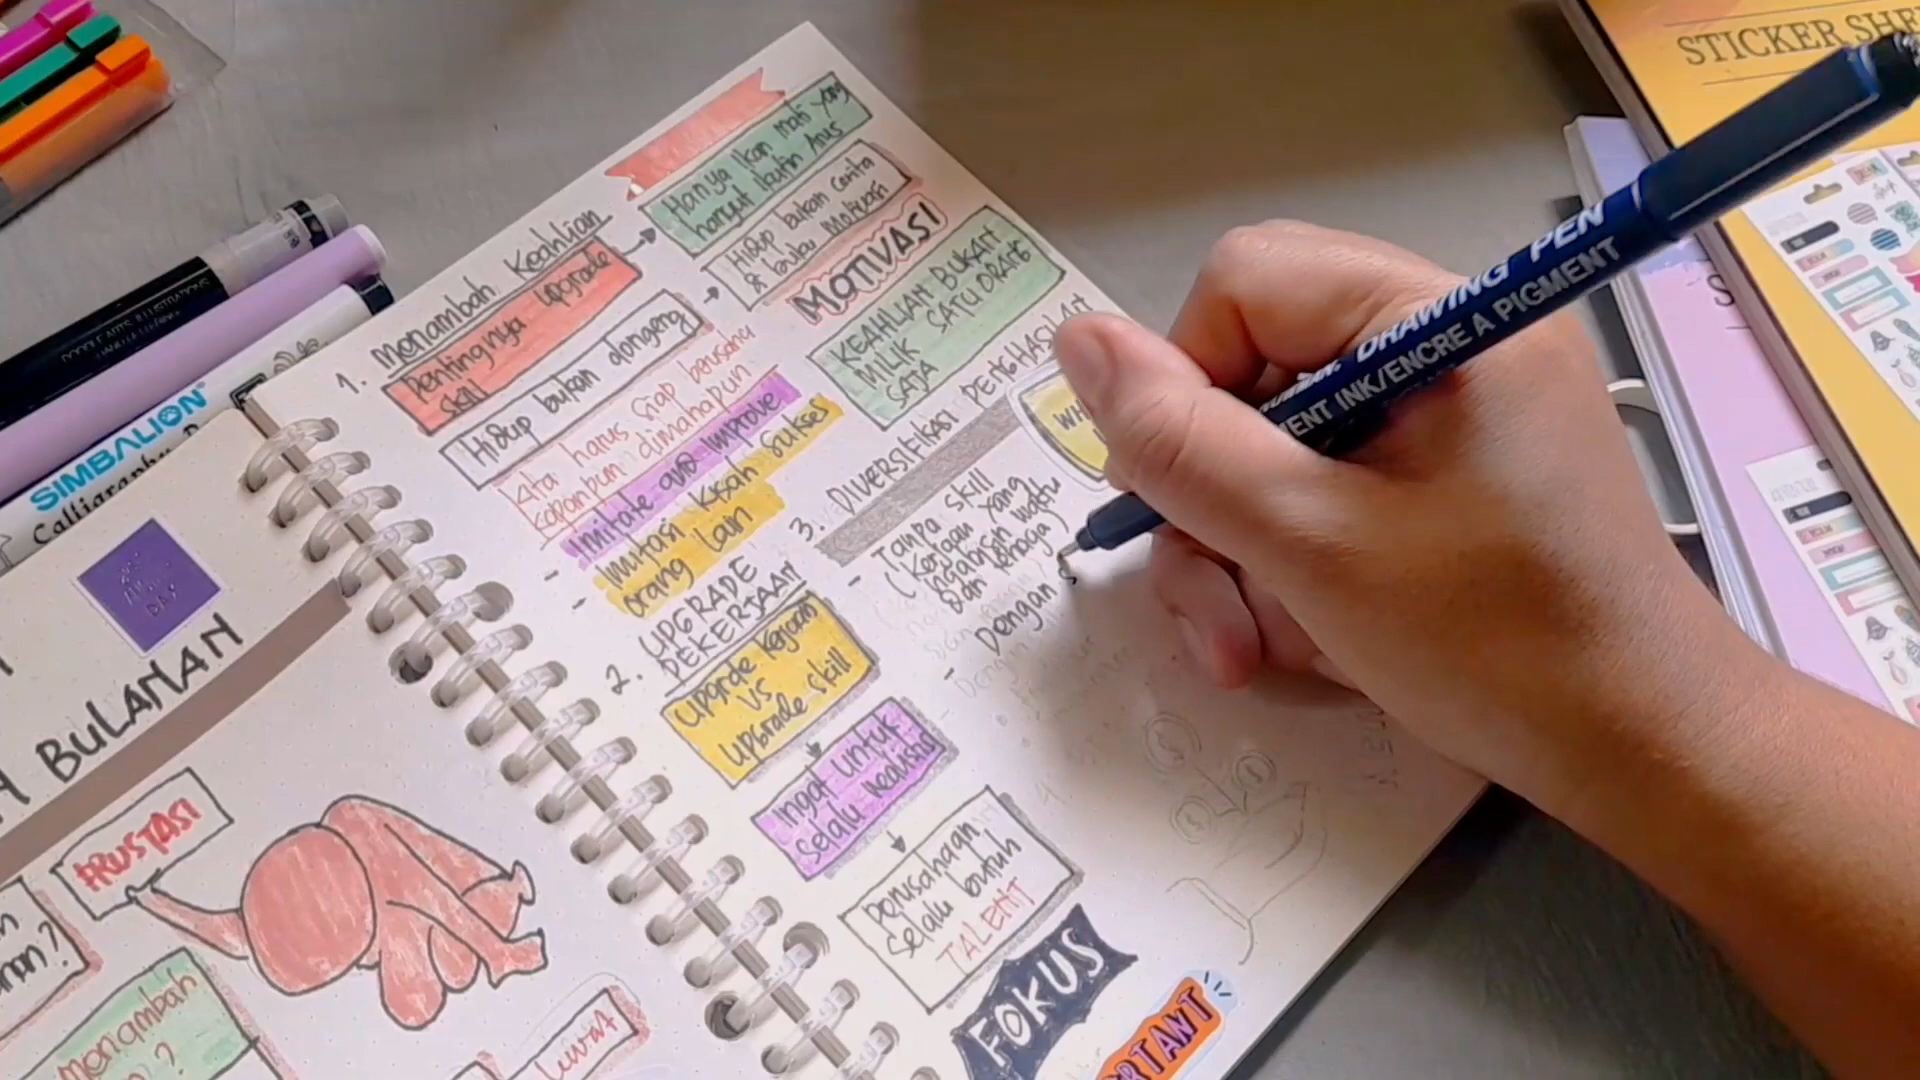 STICKER SHE
DRAWING PEN
MENT INK/ENCRE A PIGMENT
SIMBALION
Calligraphy
BULANAN
FRUSTASI
Menambah
?
1. Menambah Keahlian
Pentingnya upgrade
skill
Hanya Ikan mati yang
hanyut Ikutin Arus
Hidup bukan dongeng
Hidup bukan cerita
& buku Motivasi
MOTIVASI
Kita harus siap bersaing
kapanpun dimanapun
KEAHLIAN BUKAN
MILIK SATU ORANG
SAJA
- Imitate and Improve
- Imitasi Kisah Sukses
orang lain
2. UPGRADE
PEKERJAAN
Upgrade Kerjaan
VS
Upgrade skill
Ingat untuk
selalu
Perusahaan
selalu butuh
TALENT
FOKUS
RTANT
3. DIVERSIFIKASI PENGHASILAN
- Tanpa skill
(Kerjaan yang
ngabisin waktu
dan tenaga)
- Dengan s